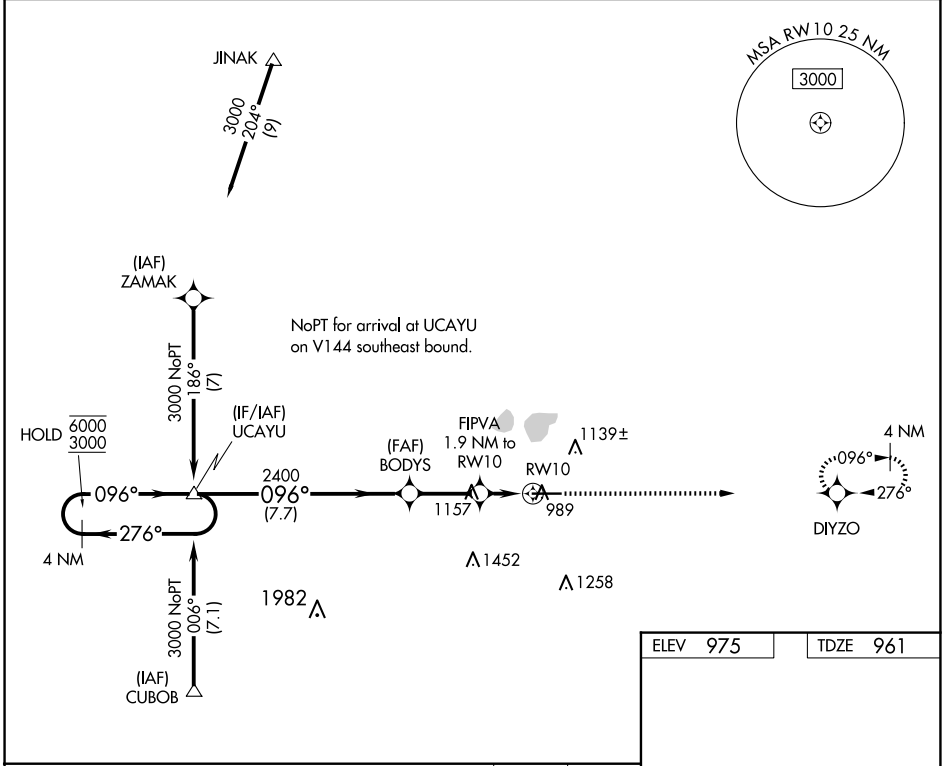 MSA RW10 25 NM
3000
JINAK
3000
204°
(9)
(IAF)
ZAMAK
3000 NoPT
186°
(7)
NoPT for arrival at UCAYU
on V144 southeast bound.
HOLD
6000
3000
(IF/IAF)
UCAYU
096°
276°
4 NM
2400
096°
(7.7)
(FAF)
BODYS
FIPVA
1.9 NM to
RW10
RW10
1139±
1157
989
1452
1258
1982
4 NM
096°
276°
DIYZO
3000 NoPT
006°
(7.1)
(IAF)
CUBOB
ELEV 975
TDZE 961